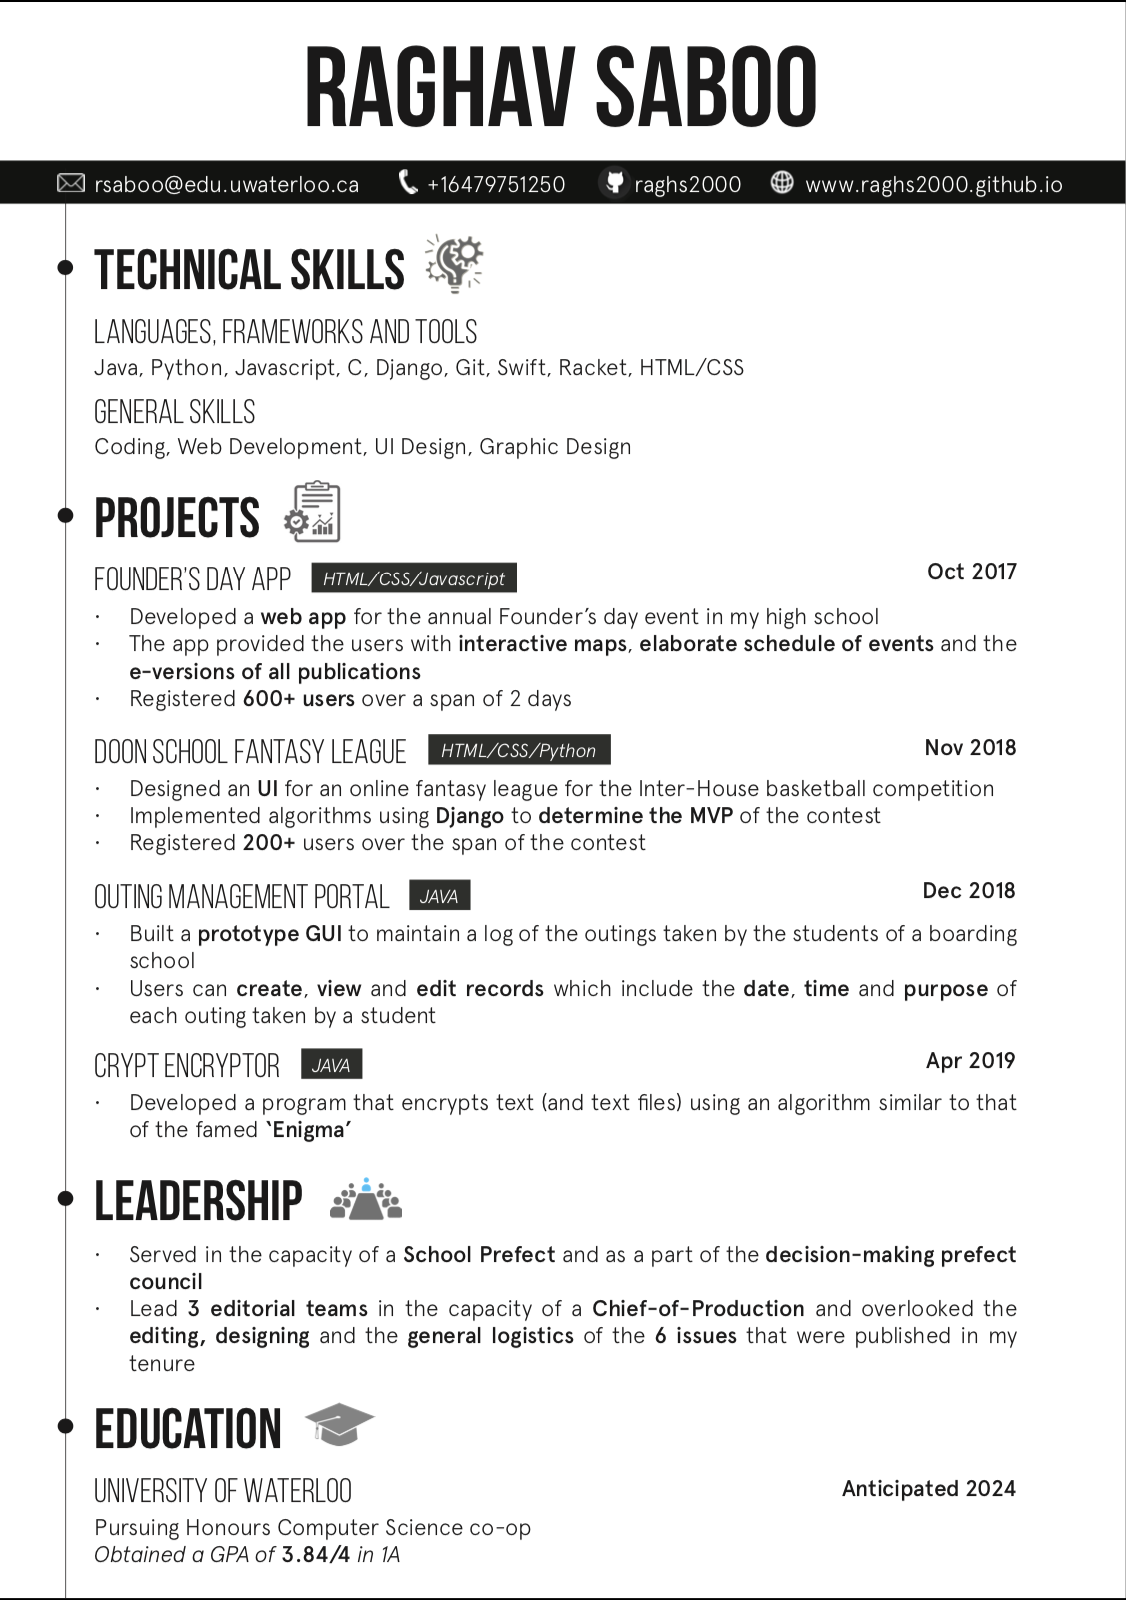 RAGHAV SABOO
rsaboo@edu.uwaterloo.ca +16479751250 raghs2000 www.raghs2000.github.io
TECHNICAL SKILLS
LANGUAGES, FRAMEWORKS AND TOOLS
Java, Python, Javascript, C, Django, Git, Swift, Racket, HTML/CSS
GENERAL SKILLS
Coding, Web Development, UI Design, Graphic Design
PROJECTS
FOUNDER'S DAY APP HTML/CSS/Javascript Oct 2017
· Developed a web app for the annual Founder's day event in my high school
· The app provided the users with interactive maps, elaborate schedule of events and the
e-versions of all publications
· Registered 600+ users over a span of 2 days
DOON SCHOOL FANTASY LEAGUE HTML/CSS/Python Nov 2018
· Designed an UI for an online fantasy league for the Inter-House basketball competition
· Implemented algorithms using Django to determine the MVP of the contest
· Registered 200+ users over the span of the contest
OUTING MANAGEMENT PORTAL JAVA Dec 2018
· Built a prototype GUI to maintain a log of the outings taken by the students of a boarding
school
· Users can create, view and edit records which include the date, time and purpose of
each outing taken by a student
CRYPT ENCRYPTOR JAVA Apr 2019
· Developed a program that encrypts text (and text files) using an algorithm similar to that
of the famed ‛Enigma’
LEADERSHIP
· Served in the capacity of a School Prefect and as a part of the decision-making prefect
council
· Lead 3 editorial teams in the capacity of a Chief-of-Production and overlooked the
editing, designing and the general logistics of the 6 issues that were published in my
tenure
EDUCATION
UNIVERSITY OF WATERLOO Anticipated 2024
Pursuing Honours Computer Science co-op
Obtained a GPA of 3.84/4 in 1A